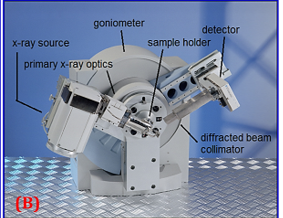 goniometer
detector
x-ray source
sample holder
primary x-ray optics
diffracted beam
collimator
(B)